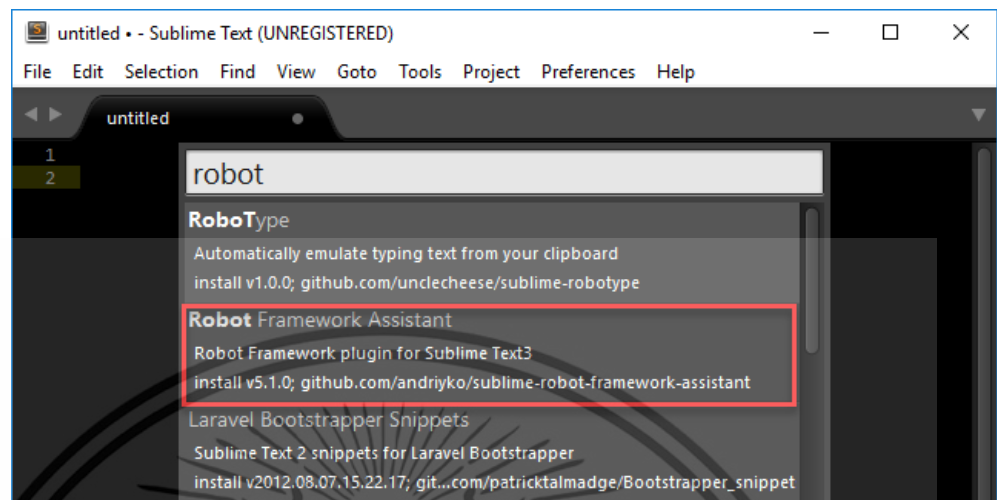 untitled • - Sublime Text (UNREGISTERED)
File Edit Selection Find View Goto Tools Project Preferences Help
untitled
1
2
robot
RoboType
Automatically emulate typing text from your clipboard
install v1.0.0; github.com/unclecheese/sublime-robotype
Robot Framework Assistant
Robot Framework plugin for Sublime Text3
install v5.1.0; github.com/andriyko/sublime-robot-framework-assistant
Laravel Bootstrapper Snippets
Sublime Text 2 snippets for Laravel Bootstrapper
install v2012.08.07.15.22.17; git...com/patricktalmadge/Bootstrapper_snippet